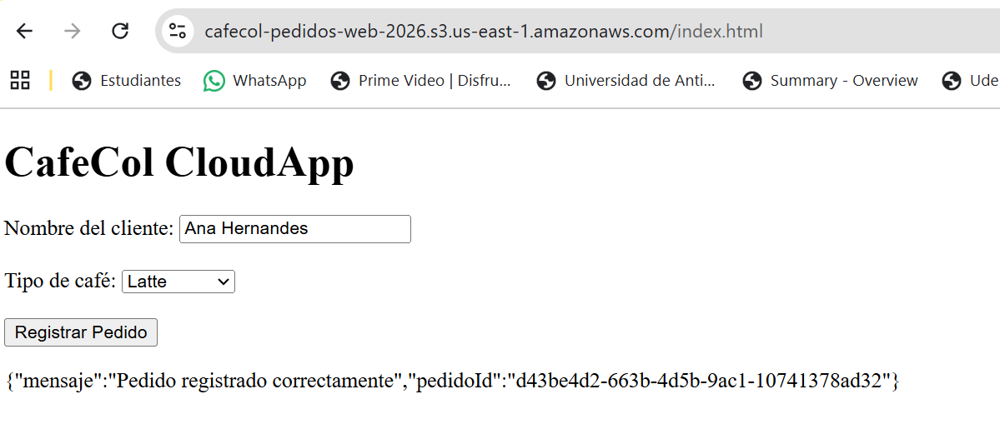 cafecol-pedidos-web-2026.s3.us-east-1.amazonaws.com/index.html
Estudiantes WhatsApp Prime Video | Disfru... Universidad de Anti... Summary - Overview Ude
CafeCol CloudApp
Nombre del cliente: Ana Hernandes
Tipo de café: Latte
Registrar Pedido
{"mensaje":"Pedido registrado correctamente","pedidoId":"d43be4d2-663b-4d5b-9ac1-10741378ad32"}